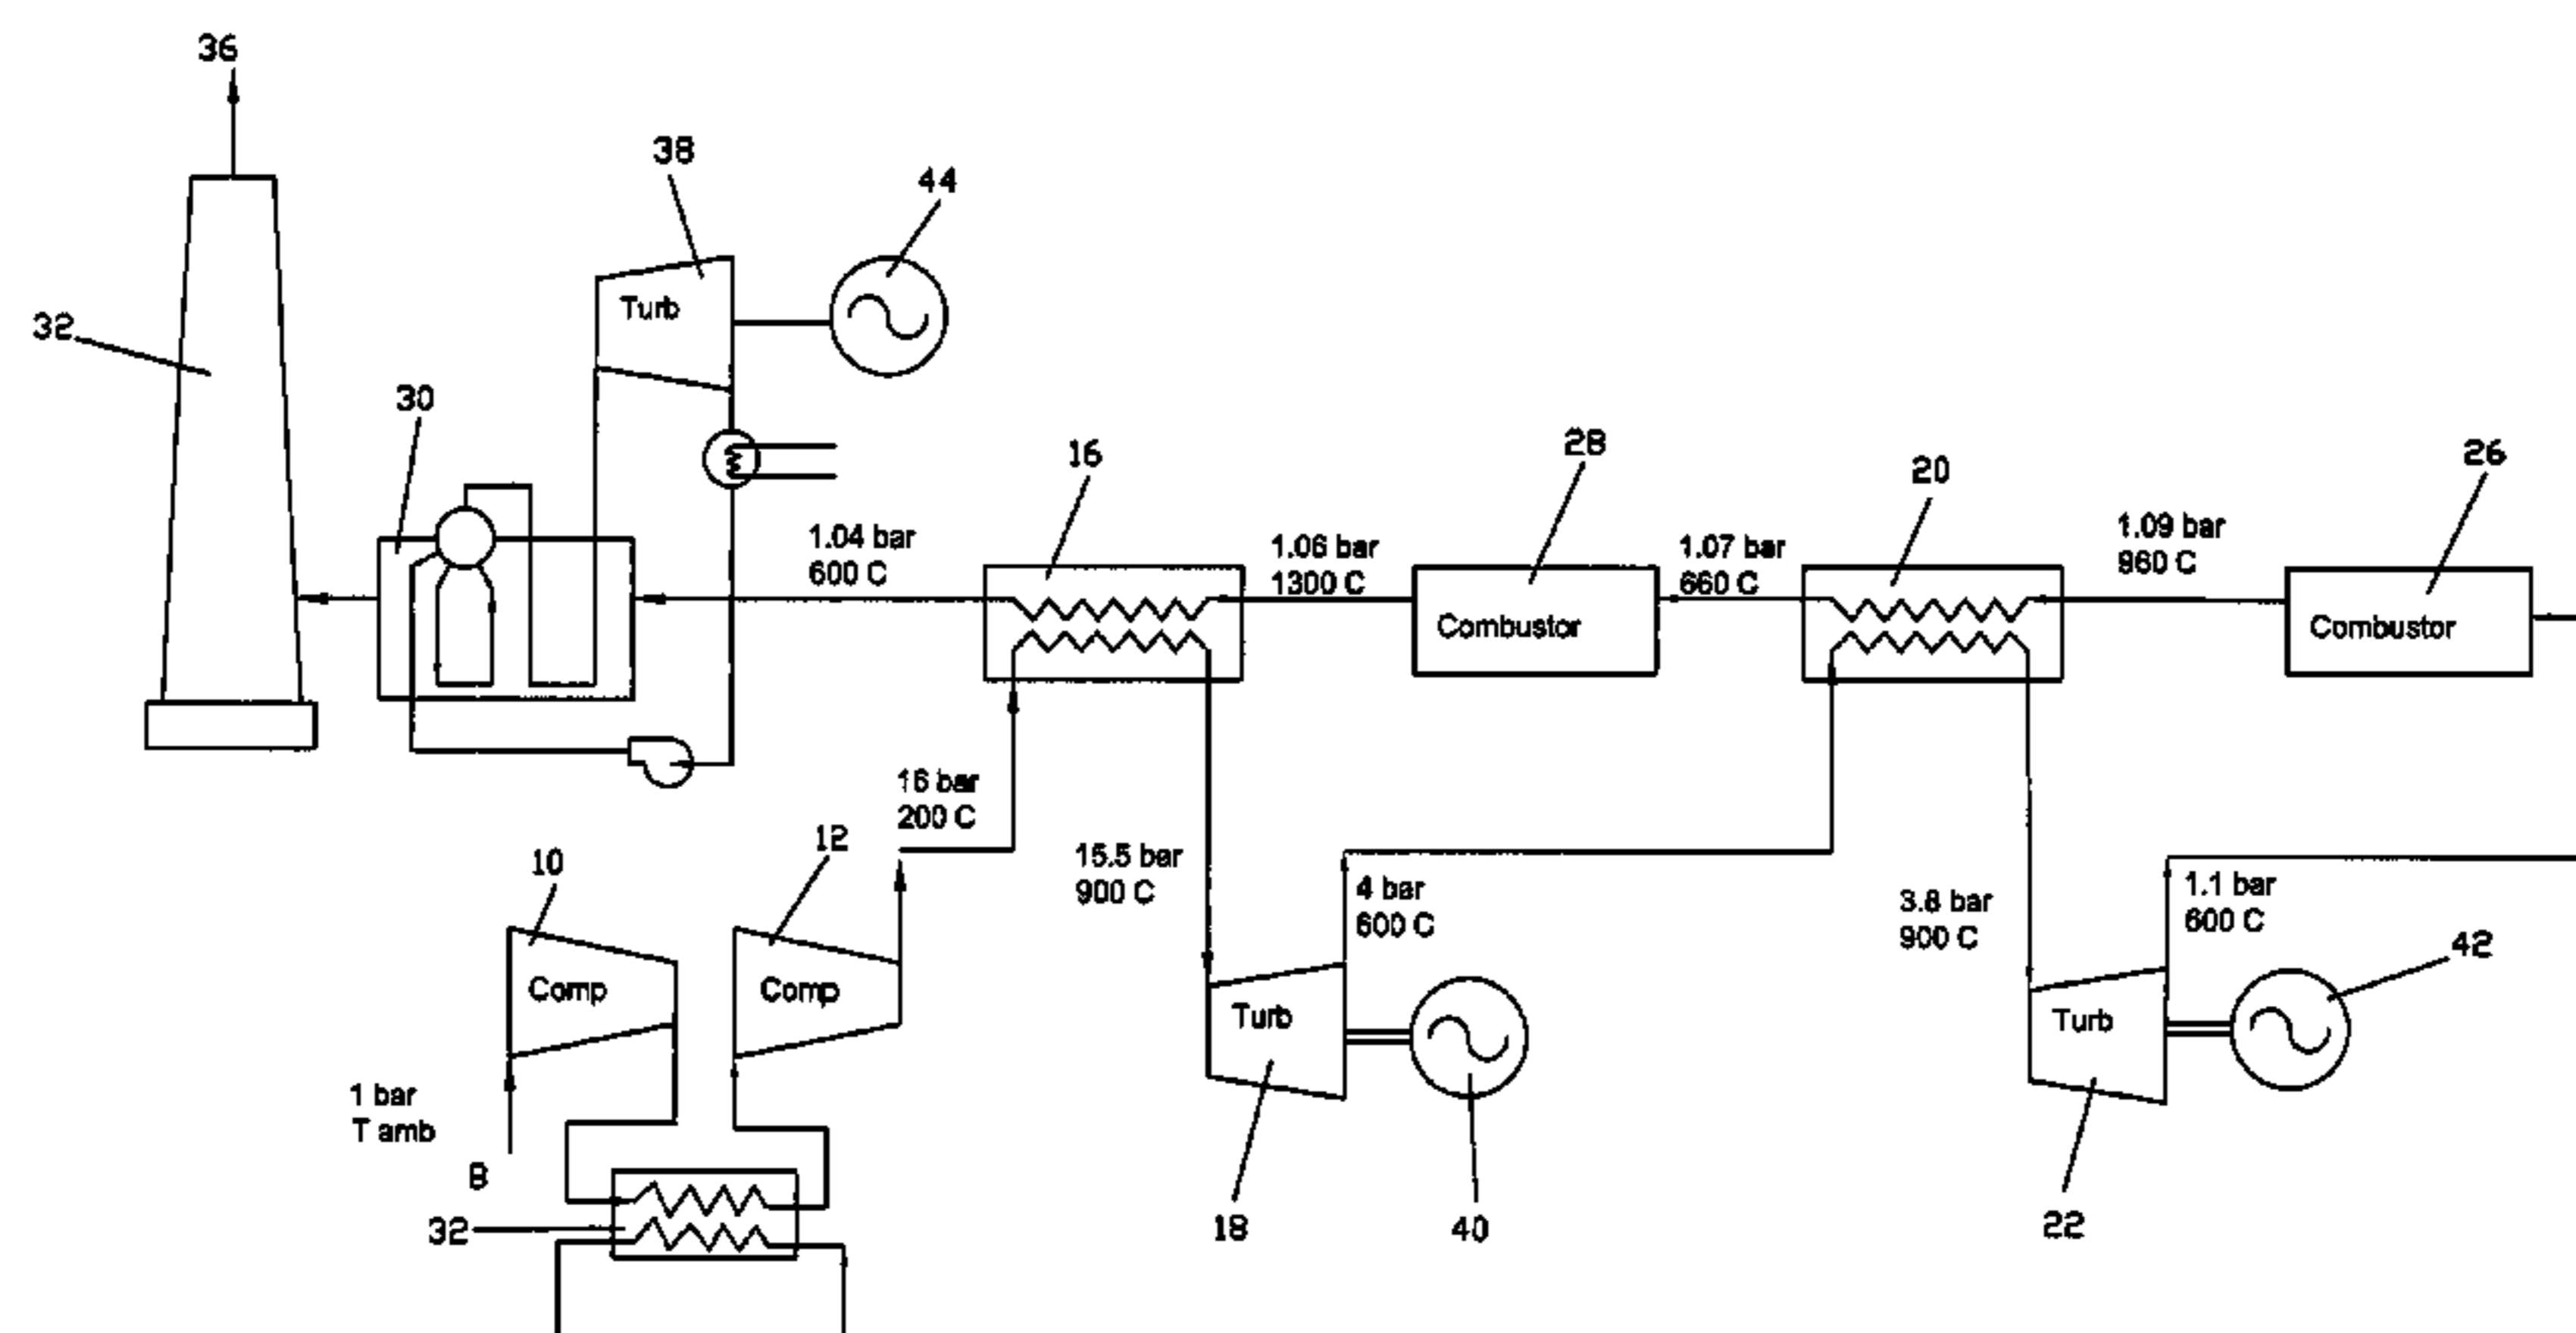 36
38
44
Turb
32
30
16
28
20
26
1.04 bar
600 C
1.06 bar
1300 C
1.07 bar
660 C
1.09 bar
960 C
Combustor
Combustor
16 bar
200 C
10
12
15.5 bar
900 C
4 bar
600 C
3.8 bar
900 C
1.1 bar
600 C
42
Comp
Comp
Turb
Turb
1 bar
T amb
B
32
18
40
22